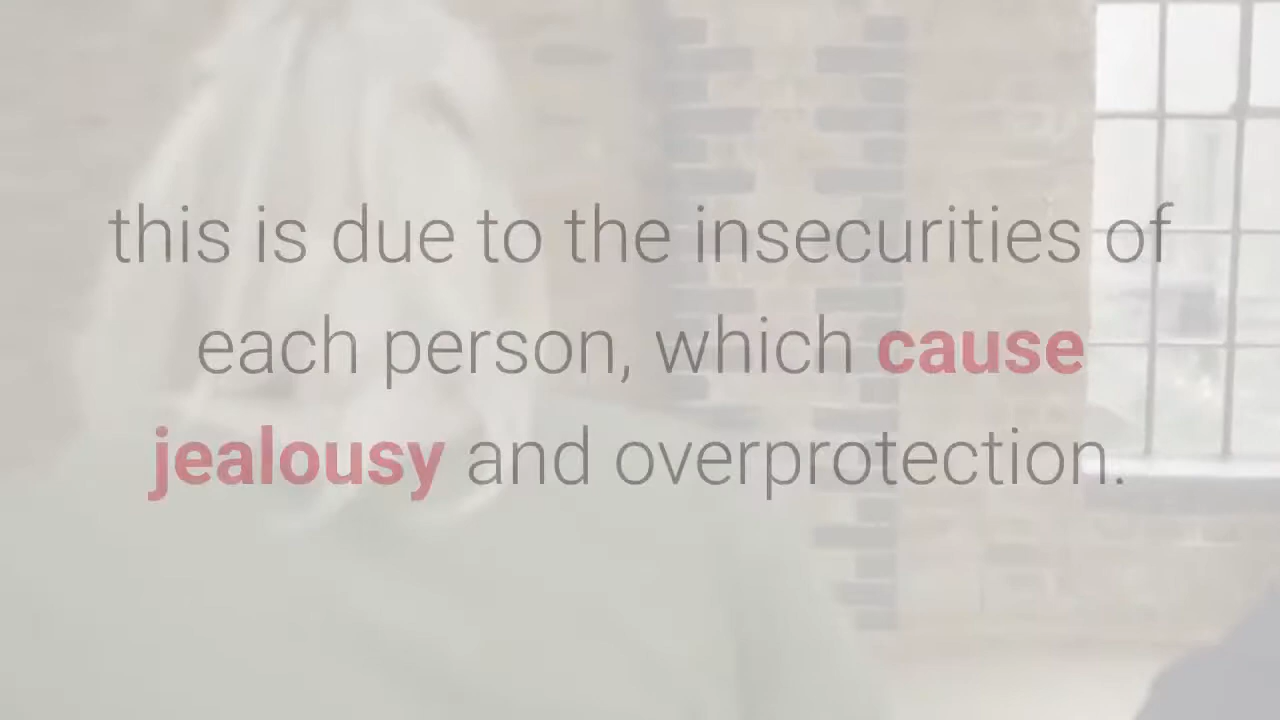 this is due to the insecurities of
each person, which cause
jealousy and overprotection.